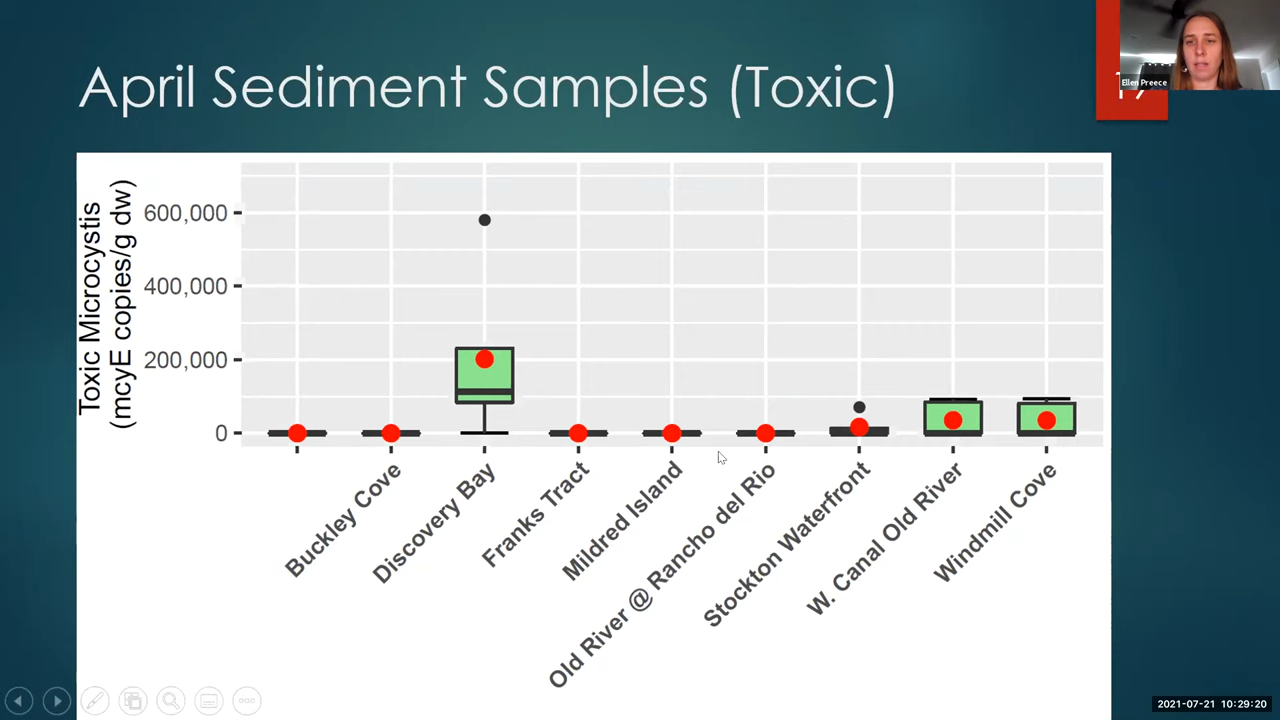 April Sediment Samples (Toxic)
Ellen Preece
Toxic Microcystis
(mcyE copies/g dw)
600,000
400,000
200,000
0
Buckley Cove
Discovery Bay
Franks Tract
Mildred Island
Old River @ Rancho del Rio
Stockton Waterfront
W. Canal Old River
Windmill Cove
2021-07-21 10:29:20